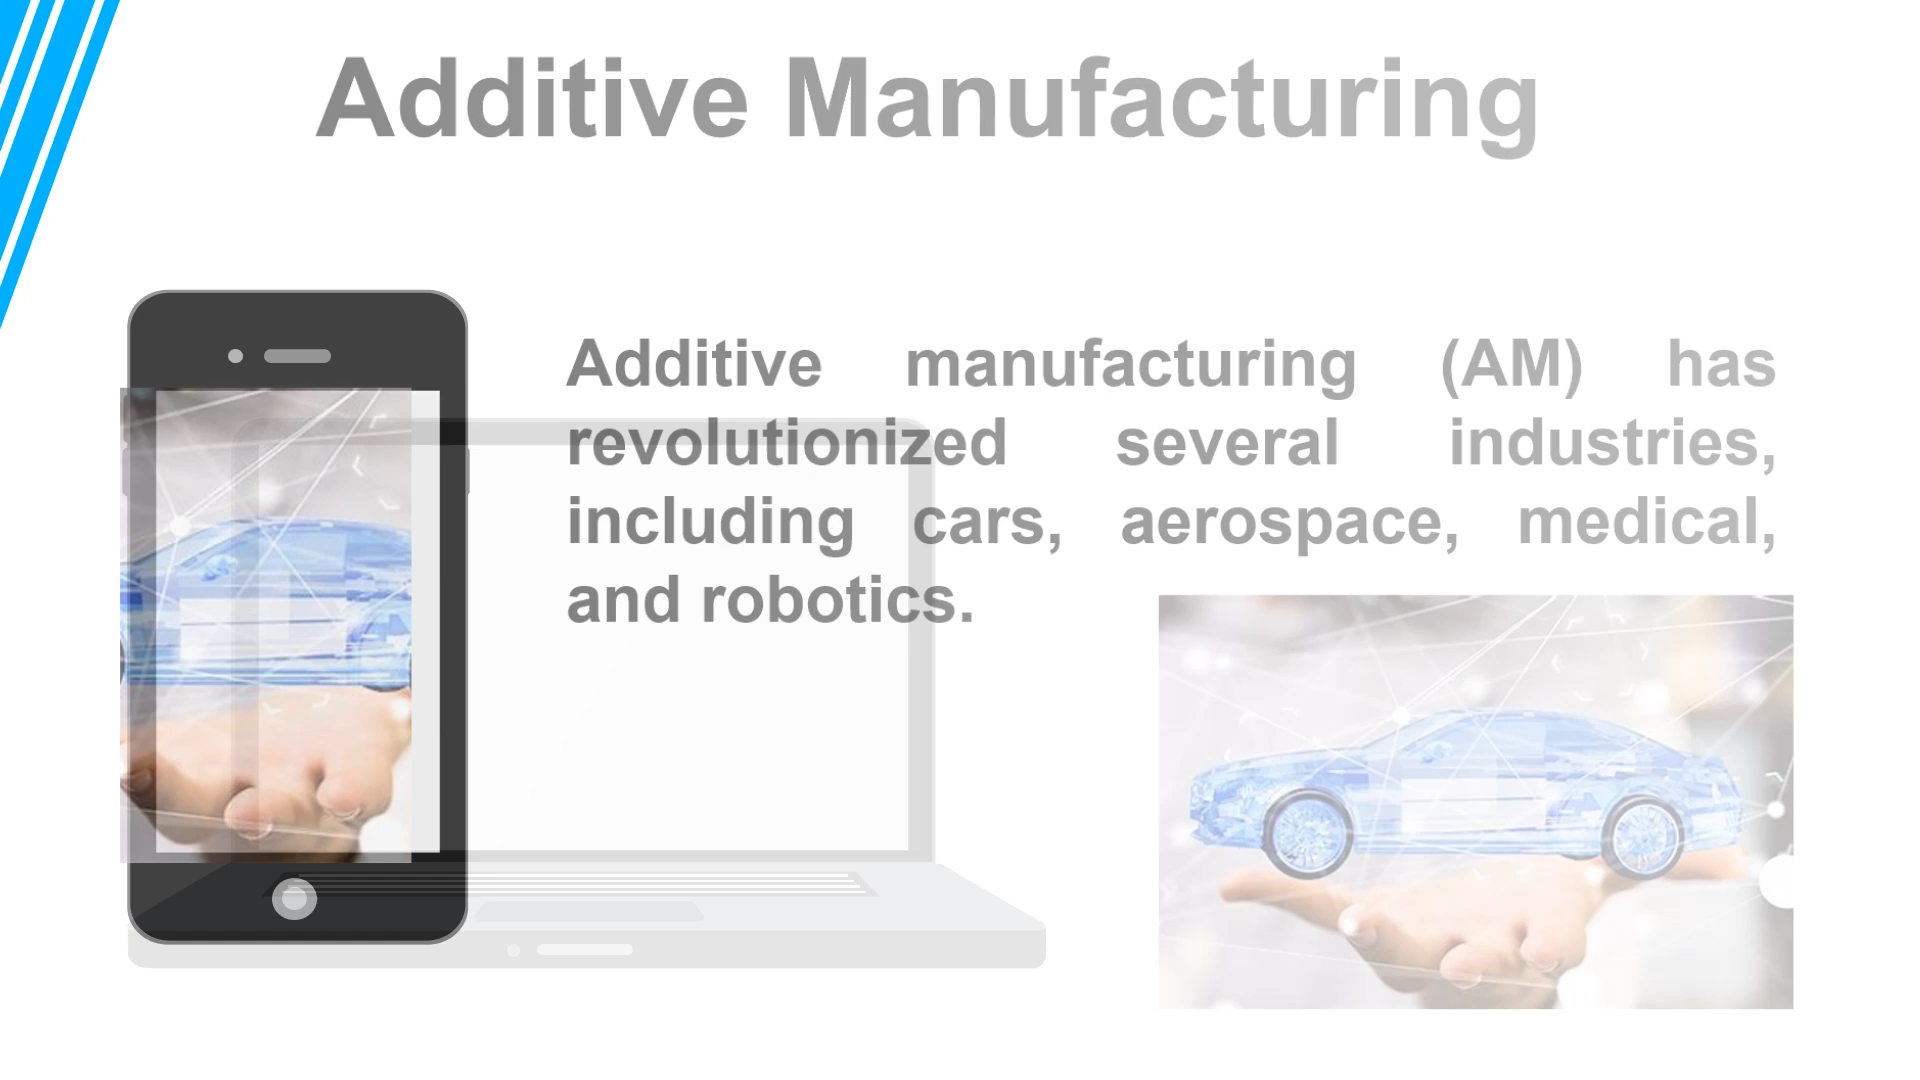 Additive Manufacturing
Additive manufacturing (AM) has
revolutionized several industries,
including cars, aerospace, medical,
and robotics.